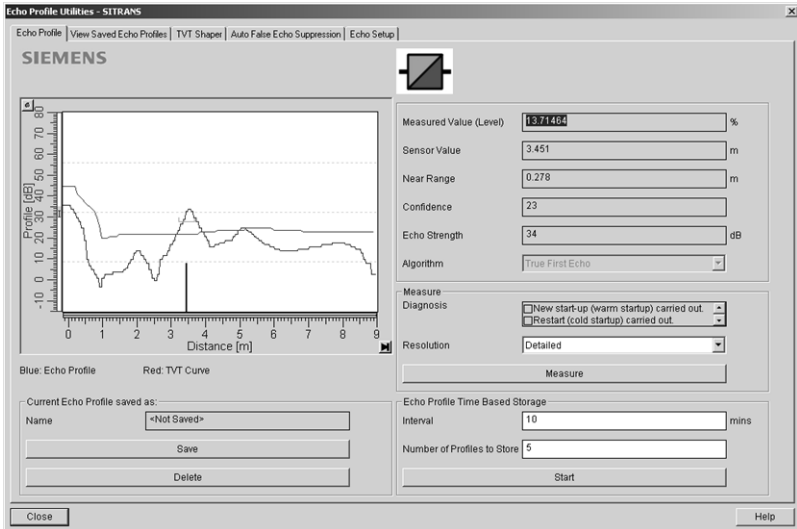 Echo Profile Utilities - SITRANS
Echo Profile
View Saved Echo Profiles
TVT Shaper
Auto False Echo Suppression
Echo Setup
SIEMENS
Profile [dB]
80
70
60
50
40
30
20
10
0
-10
0 1 2 3 4 5 6 7 8 9
Distance [m]
Blue: Echo Profile Red: TVT Curve
Measured Value (Level) 13.71464 %
Sensor Value 3.451 m
Near Range 0.278 m
Confidence 23
Echo Strength 34 dB
Algorithm True First Echo
Measure
Diagnosis New start-up (warm startup) carried out.
Restart (cold startup) carried out.
Resolution Detailed
Measure
Current Echo Profile saved as:
Name <Not Saved>
Save
Delete
Echo Profile Time Based Storage
Interval 10 mins
Number of Profiles to Store 5
Start
Close
Help